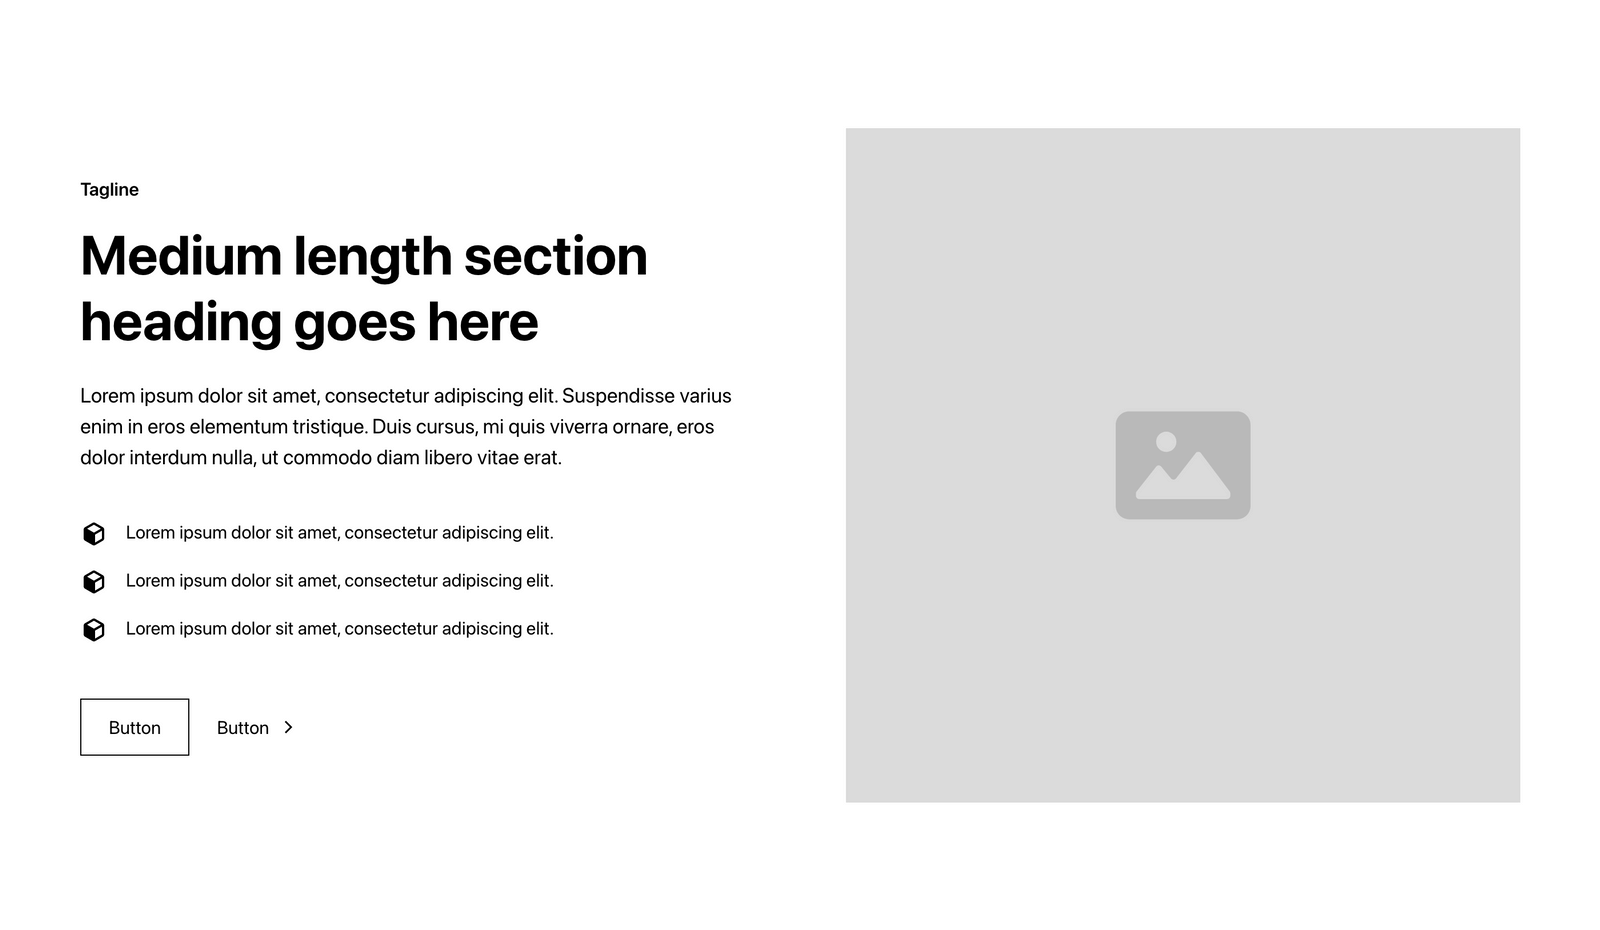 Tagline
Medium length section
heading goes here
Lorem ipsum dolor sit amet, consectetur adipiscing elit. Suspendisse varius
enim in eros elementum tristique. Duis cursus, mi quis viverra ornare, eros
dolor interdum nulla, ut commodo diam libero vitae erat.
Lorem ipsum dolor sit amet, consectetur adipiscing elit.
Lorem ipsum dolor sit amet, consectetur adipiscing elit.
Lorem ipsum dolor sit amet, consectetur adipiscing elit.
Button
Button